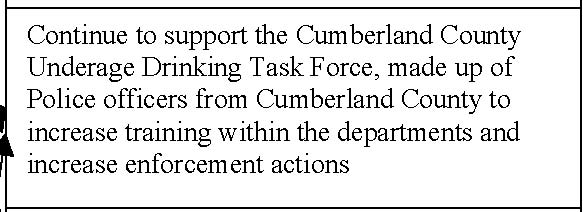 Continue to support the Cumberland County
Underage Drinking Task Force, made up of
Police officers from Cumberland County to
increase training within the departments and
increase enforcement actions